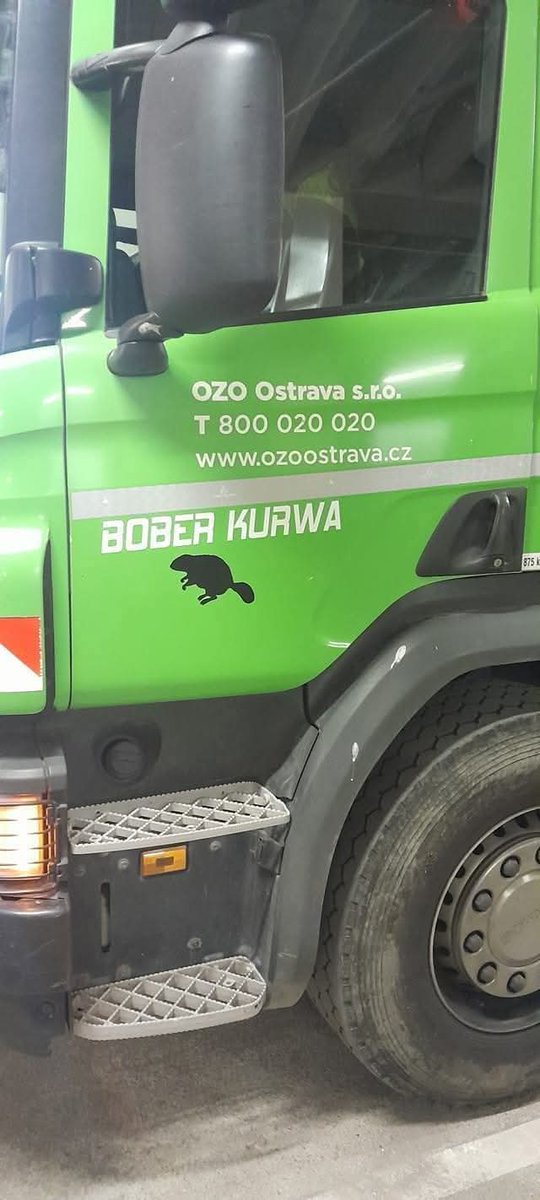 OZO Ostrava s.r.o.
T 800 020 020
www.ozoostrava.cz
BOBER KURWA